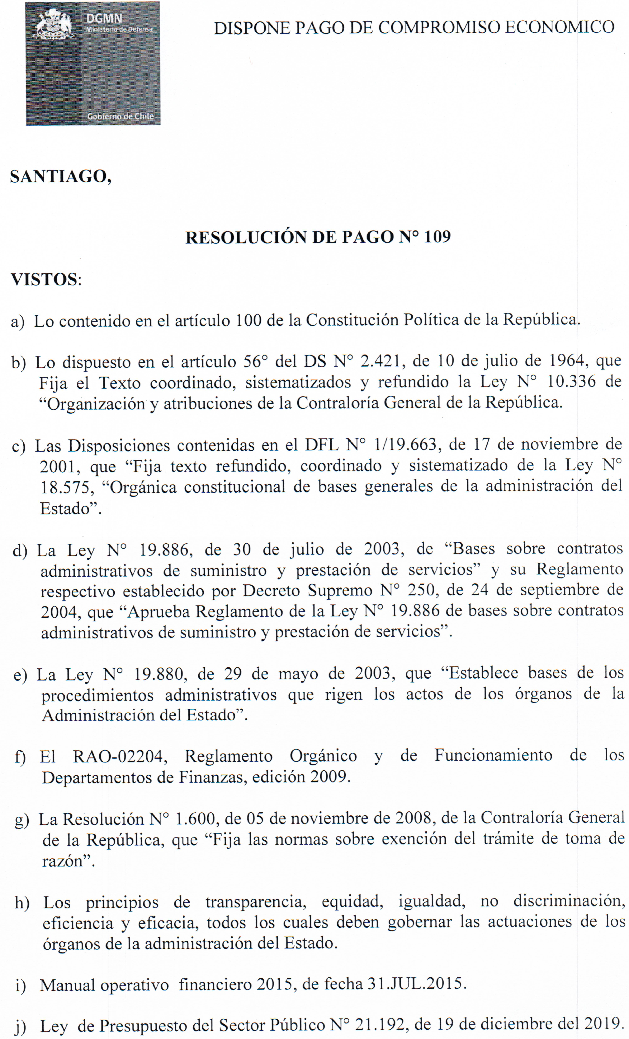 DGMN
Ministerio de Defensa
Gobierno de Chile
DISPONE PAGO DE COMPROMISO ECONOMICO
SANTIAGO,
RESOLUCIÓN DE PAGO N° 109
VISTOS:
a) Lo contenido en el artículo 100 de la Constitución Política de la República.
b) Lo dispuesto en el artículo 56° del DS N° 2.421, de 10 de julio de 1964, que
Fija el Texto coordinado, sistematizados y refundido la Ley N° 10.336 de
“Organización y atribuciones de la Contraloría General de la República.
c) Las Disposiciones contenidas en el DFL N° 1/19.663, de 17 de noviembre de
2001, que “Fija texto refundido, coordinado y sistematizado de la Ley N°
18.575, “Orgánica constitucional de bases generales de la administración del
Estado”.
d) La Ley N° 19.886, de 30 de julio de 2003, de “Bases sobre contratos
administrativos de suministro y prestación de servicios” y su Reglamento
respectivo establecido por Decreto Supremo N° 250, de 24 de septiembre de
2004, que “Aprueba Reglamento de la Ley N° 19.886 de bases sobre contratos
administrativos de suministro y prestación de servicios”.
e) La Ley N° 19.880, de 29 de mayo de 2003, que “Establece bases de los
procedimientos administrativos que rigen los actos de los órganos de la
Administración del Estado”.
f) El RAO-02204, Reglamento Orgánico y de Funcionamiento de los
Departamentos de Finanzas, edición 2009.
g) La Resolución N° 1.600, de 05 de noviembre de 2008, de la Contraloría General
de la República, que “Fija las normas sobre exención del trámite de toma de
razón”.
h) Los principios de transparencia, equidad, igualdad, no discriminación,
eficiencia y eficacia, todos los cuales deben gobernar las actuaciones de los
órganos de la administración del Estado.
i) Manual operativo financiero 2015, de fecha 31.JUL.2015.
j) Ley de Presupuesto del Sector Público N° 21.192, de 19 de diciembre del 2019.